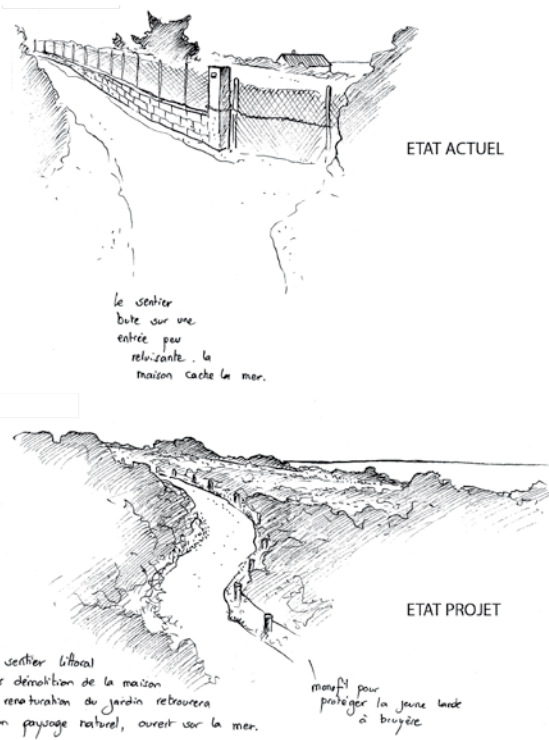 ETAT ACTUEL
le sentier
bute sur une
entrée peu
reluisante. la
maison cache la mer.
ETAT PROJET
sentier littoral
démolition de la maison
renaturation du jardin retrouvera
paysage naturel, ouvert sur la mer.
monofil pour
protéger la jeune lande
à bruyère